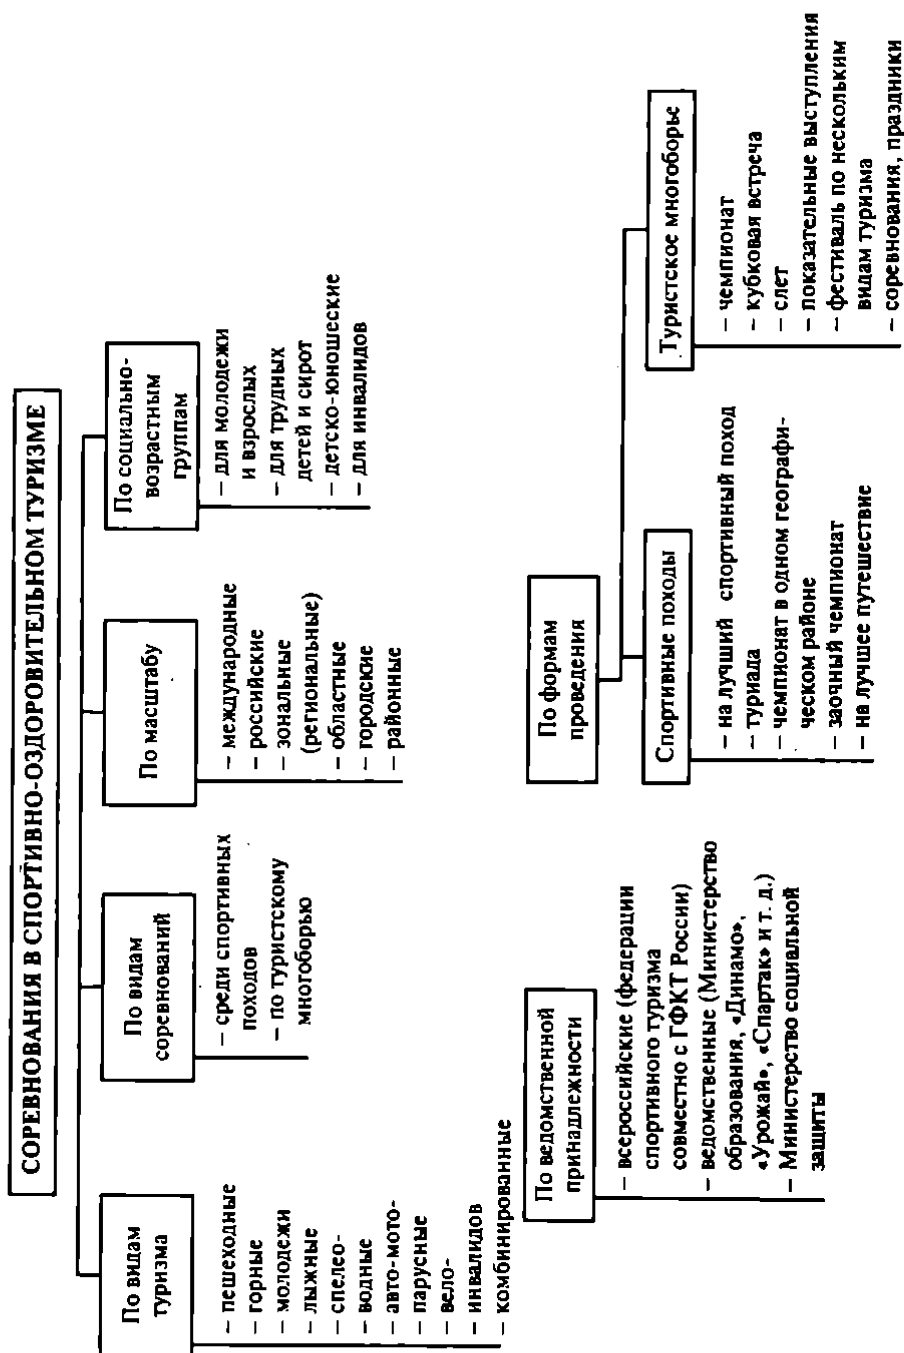 СОРЕВНОВАНИЯ В СПОРТИВНО-ОЗДОРОВИТЕЛЬНОМ ТУРИЗМЕ
По видам
туризма
– пешеходные
– горные
– молодежи
– лыжные
– спелео-
– водные
– авто-мото-
– парусные
– вело-
– инвалидов
– комбинированные
По видам
соревнований
– среди спортивных
походов
– по туристскому
многоборью
По масштабу
– международные
– российские
– зональные
(региональные)
– областные
– городские
– районные
По социально-
возрастным
группам
– для молодежи
и взрослых
– для трудных
детей и сирот
– детско-юношеские
– для инвалидов
По ведомственной
принадлежности
– всероссийские (федерации
спортивного туризма
совместно с ГФКТ России)
– ведомственные (Министерство
образования, «Динамо»,
«Урожай», «Спартак» и т. д.)
– Министерство социальной
защиты
По формам
проведения
Спортивные походы
– на лучший спортивный поход
– туриада
– чемпионат в одном географи-
ческом районе
– заочный чемпионат
– на лучшее путешествие
Туристское многоборье
– чемпионат
– кубковая встреча
– слет
– показательные выступления
– фестиваль по нескольким
видам туризма
– соревнования, праздники